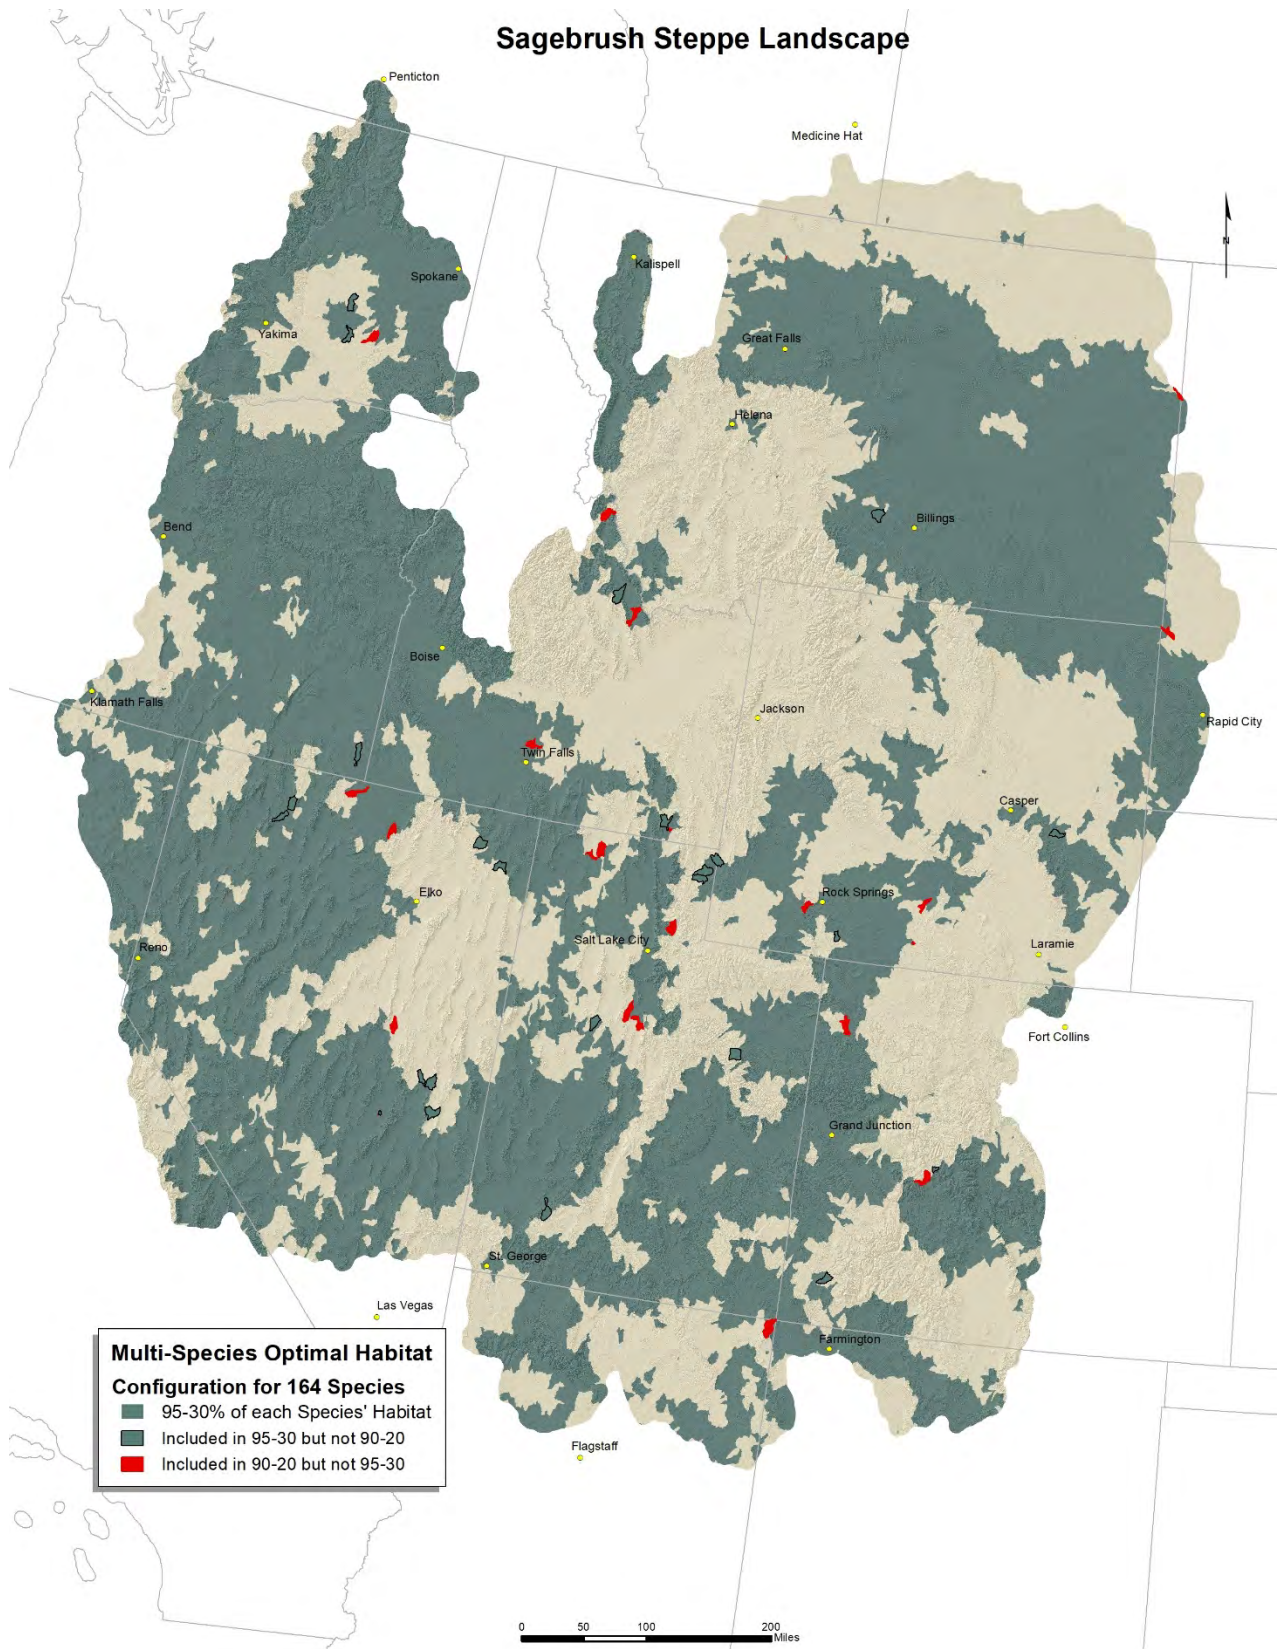 Sagebrush Steppe Landscape
Penticton
Medicine Hat
N
Kalispell
Spokane
Yakima
Great Falls
Helena
Bend
Billings
Boise
Klamath Falls
Jackson
Rapid City
Twin Falls
Casper
Elko
Rock Springs
Reno
Salt Lake City
Laramie
Fort Collins
Grand Junction
St. George
Las Vegas
Farmington
Flagstaff
Multi-Species Optimal Habitat
Configuration for 164 Species
95-30% of each Species' Habitat
Included in 95-30 but not 90-20
Included in 90-20 but not 95-30
0 50 100 200
Miles